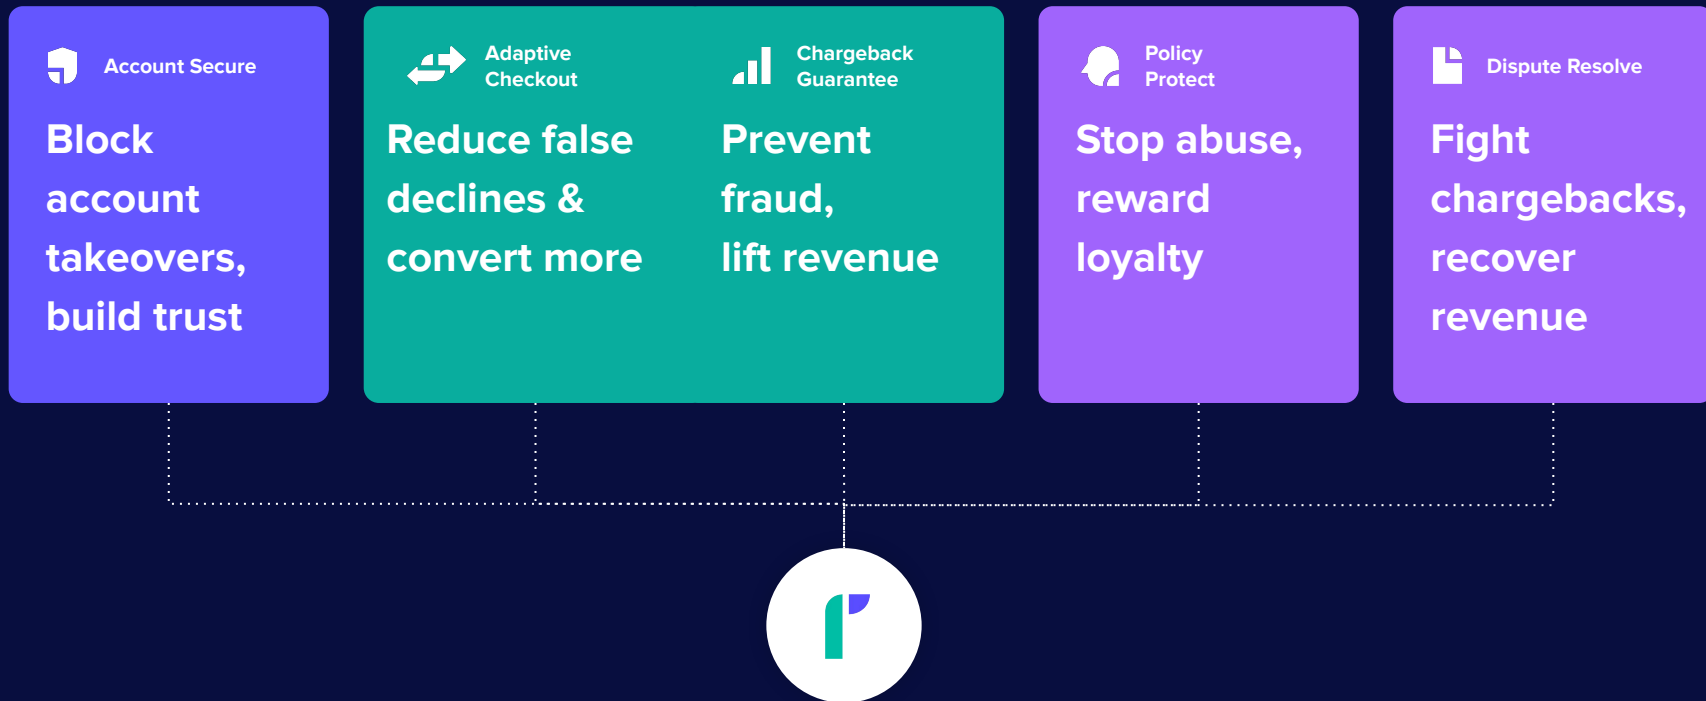 Account Secure
Block
account
takeovers,
build trust
Adaptive
Checkout
Reduce false
declines &
convert more
Chargeback
Guarantee
Prevent
fraud,
lift revenue
Policy
Protect
Stop abuse,
reward
loyalty
Dispute Resolve
Fight
chargebacks,
recover
revenue
r